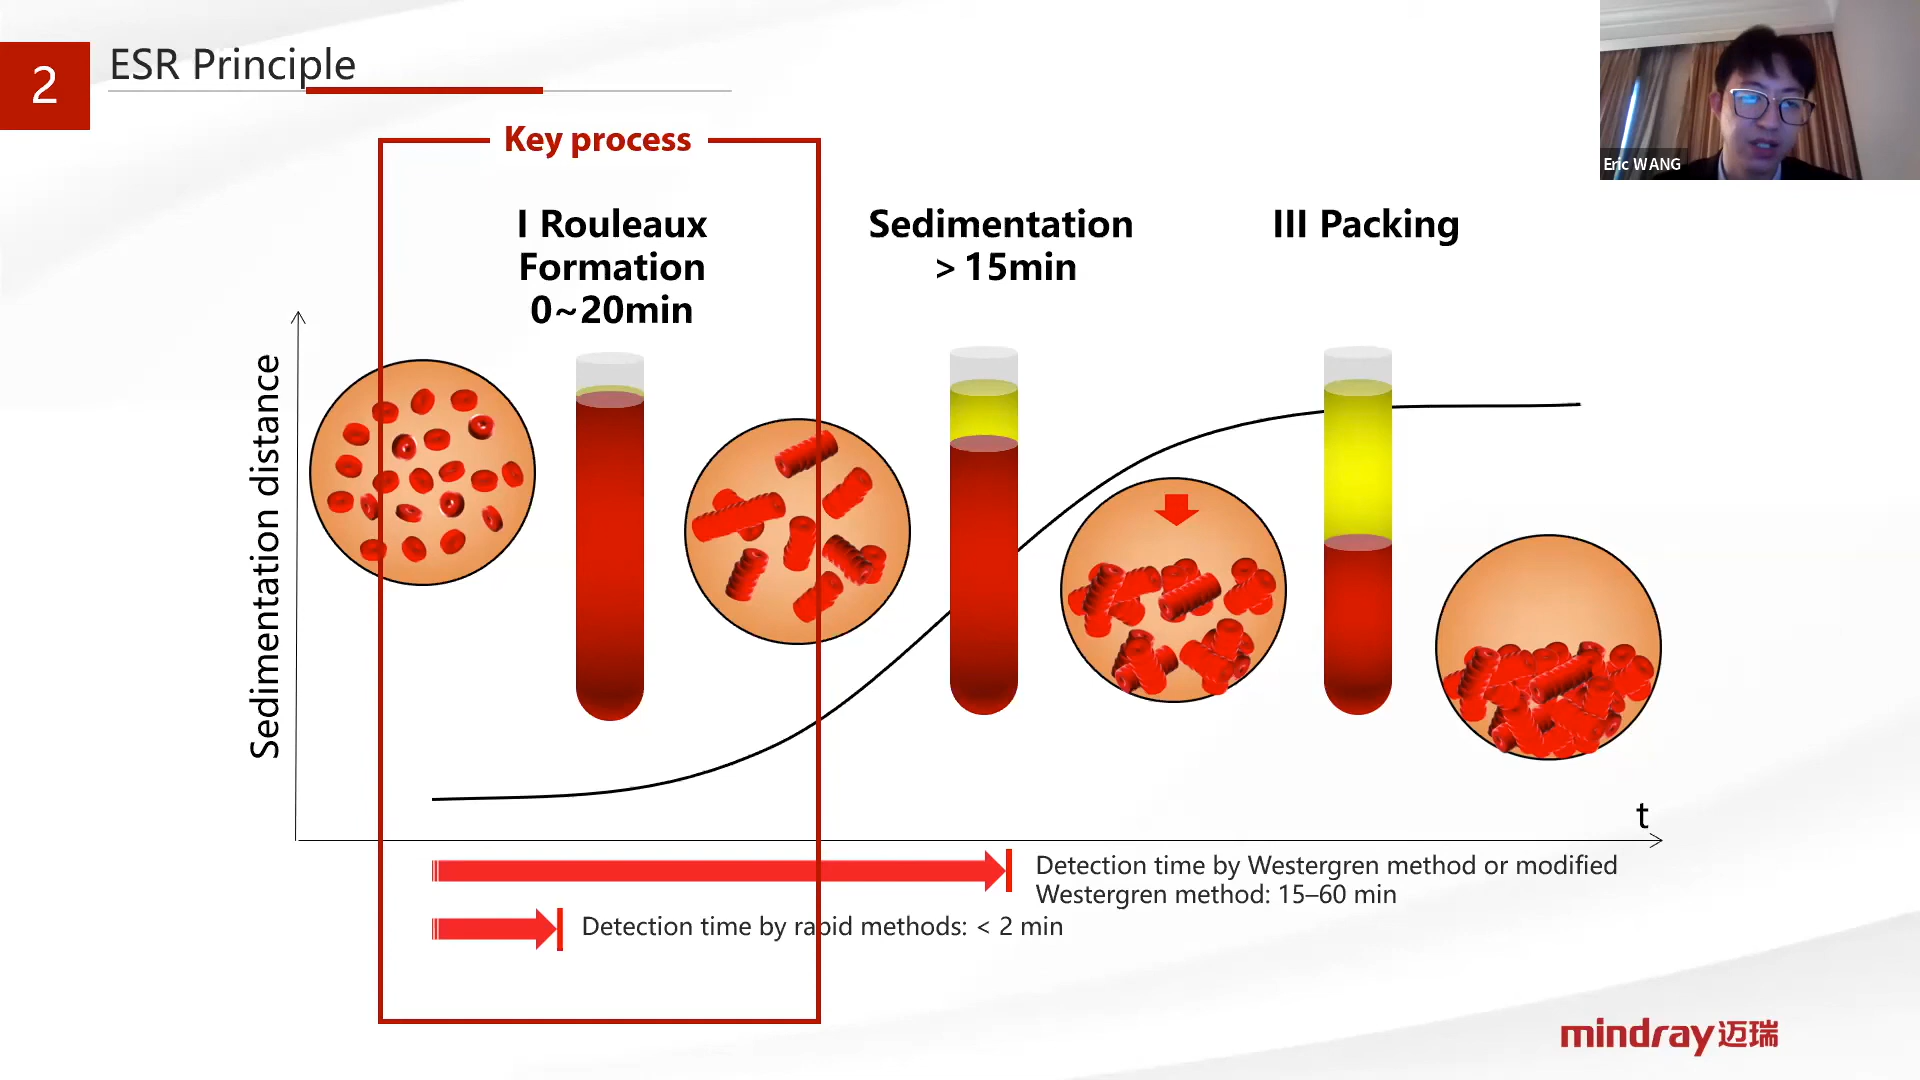 2
ESR Principle
Eric WANG
Key process
I Rouleaux
Formation
0~20min
Sedimentation
> 15min
III Packing
Sedimentation distance
t
Detection time by Westergren method or modified
Westergren method: 15–60 min
Detection time by rapid methods: < 2 min
mindray迈瑞